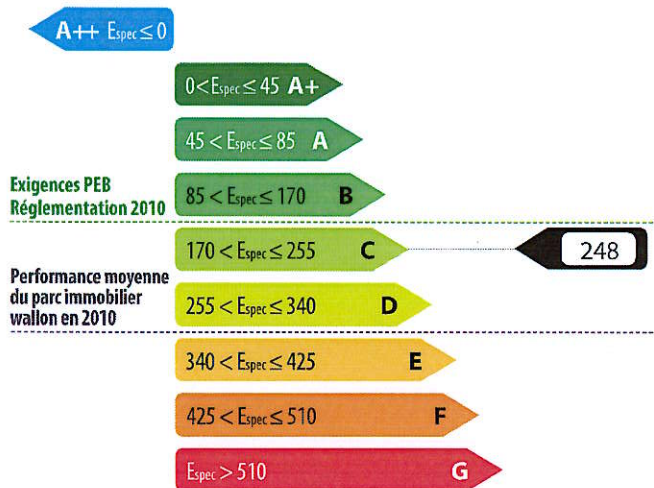 A++ Espec ≤ 0
0 < Espec ≤ 45 A+
45 < Espec ≤ 85 A
Exigences PEB
Réglementation 2010
85 < Espec ≤ 170 B
170 < Espec ≤ 255 C
248
Performance moyenne
du parc immobilier
wallon en 2010
255 < Espec ≤ 340 D
340 < Espec ≤ 425 E
425 < Espec ≤ 510 F
Espec > 510 G